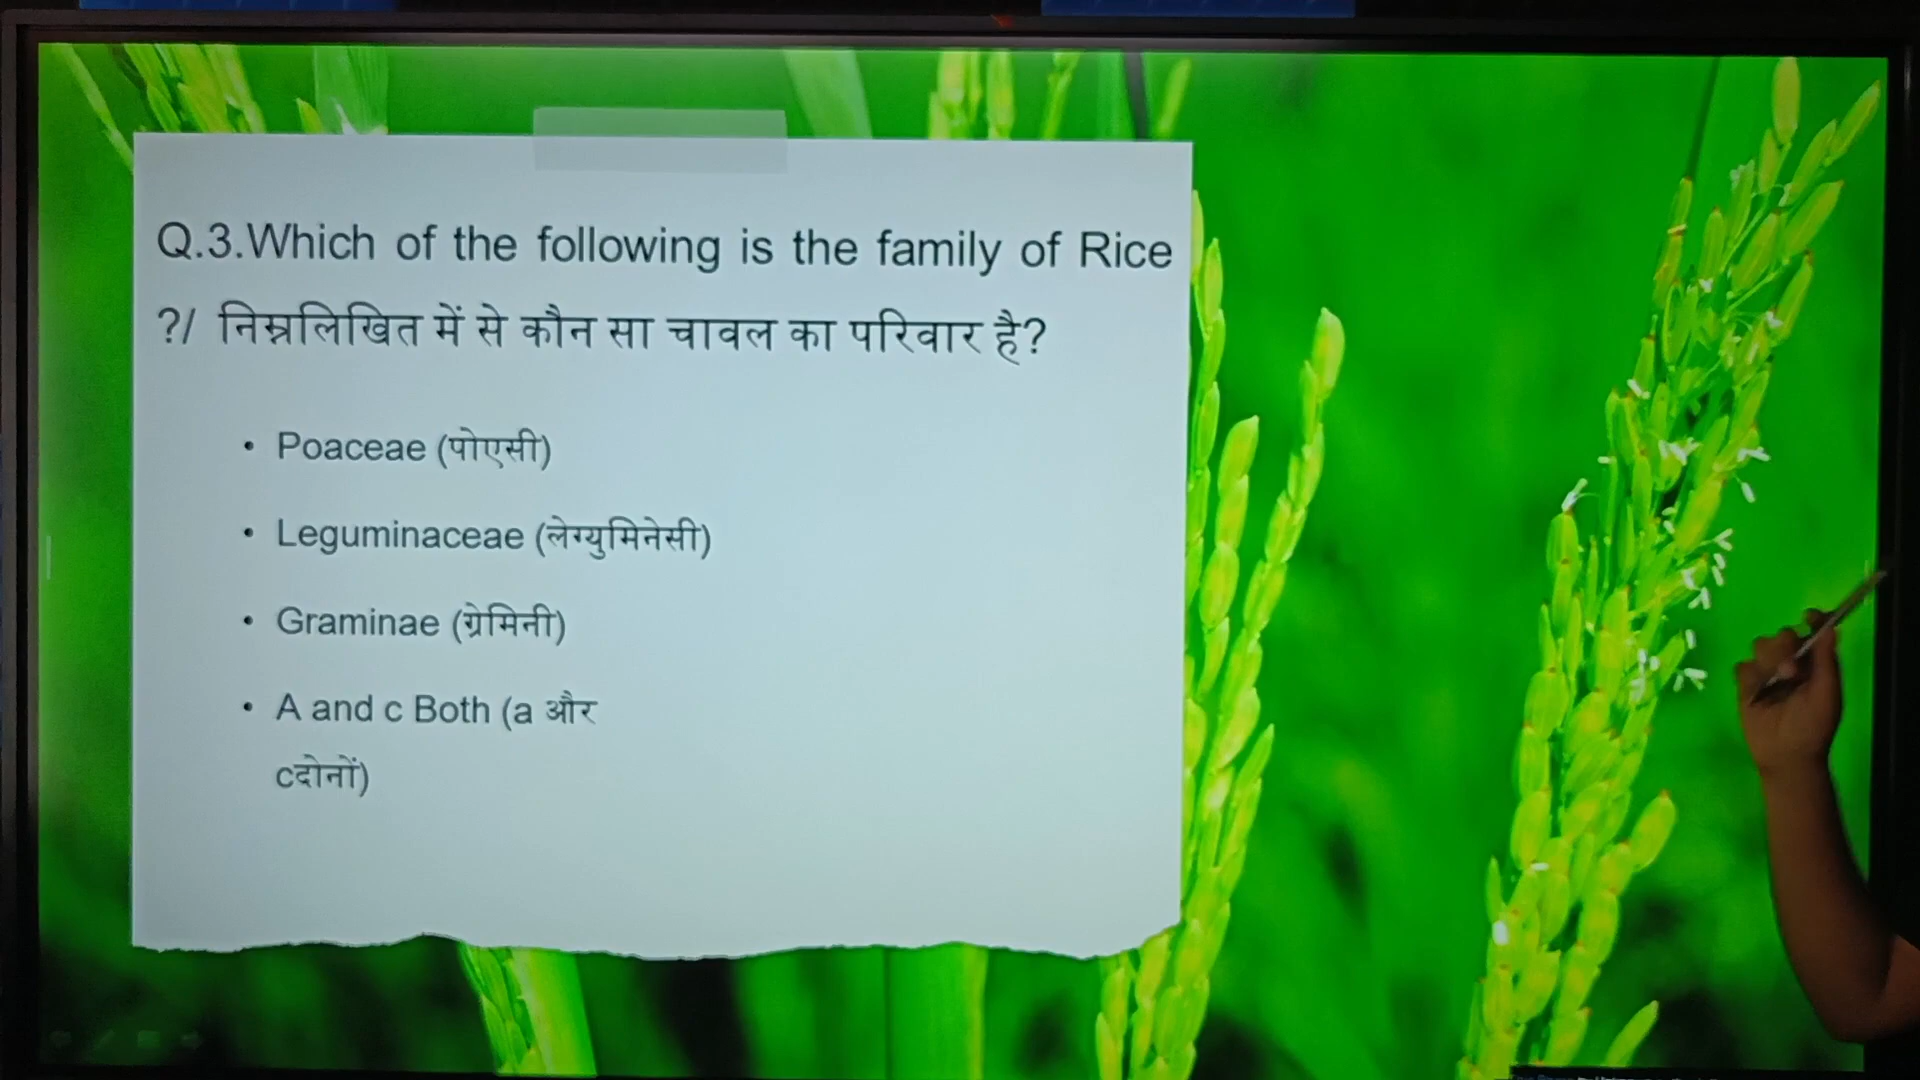 Q.3.Which of the following is the family of Rice
?/ निम्नलिखित में से कौन सा चावल का परिवार है?
• Poaceae (पोएसी)
• Leguminaceae (लेग्युमिनेसी)
• Graminae (ग्रेमिनी)
• A and c Both (a और
cदोनों)